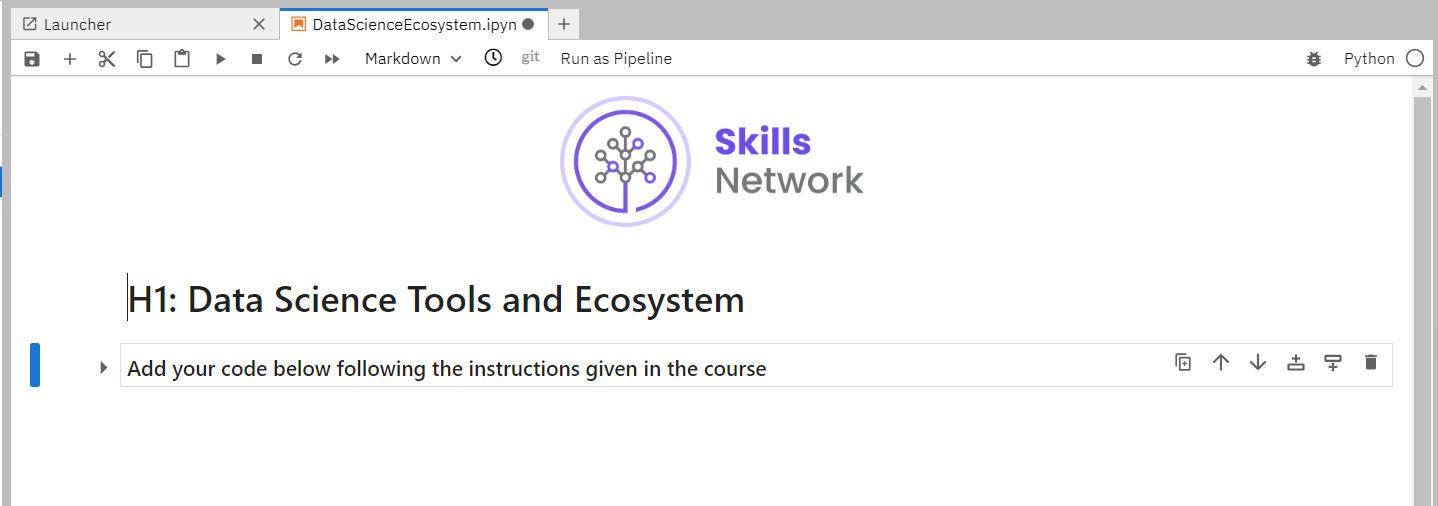 Launcher
DataScienceEcosystem.ipyn
Markdown
git
Run as Pipeline
Python
Skills
Network
H1: Data Science Tools and Ecosystem
Add your code below following the instructions given in the course